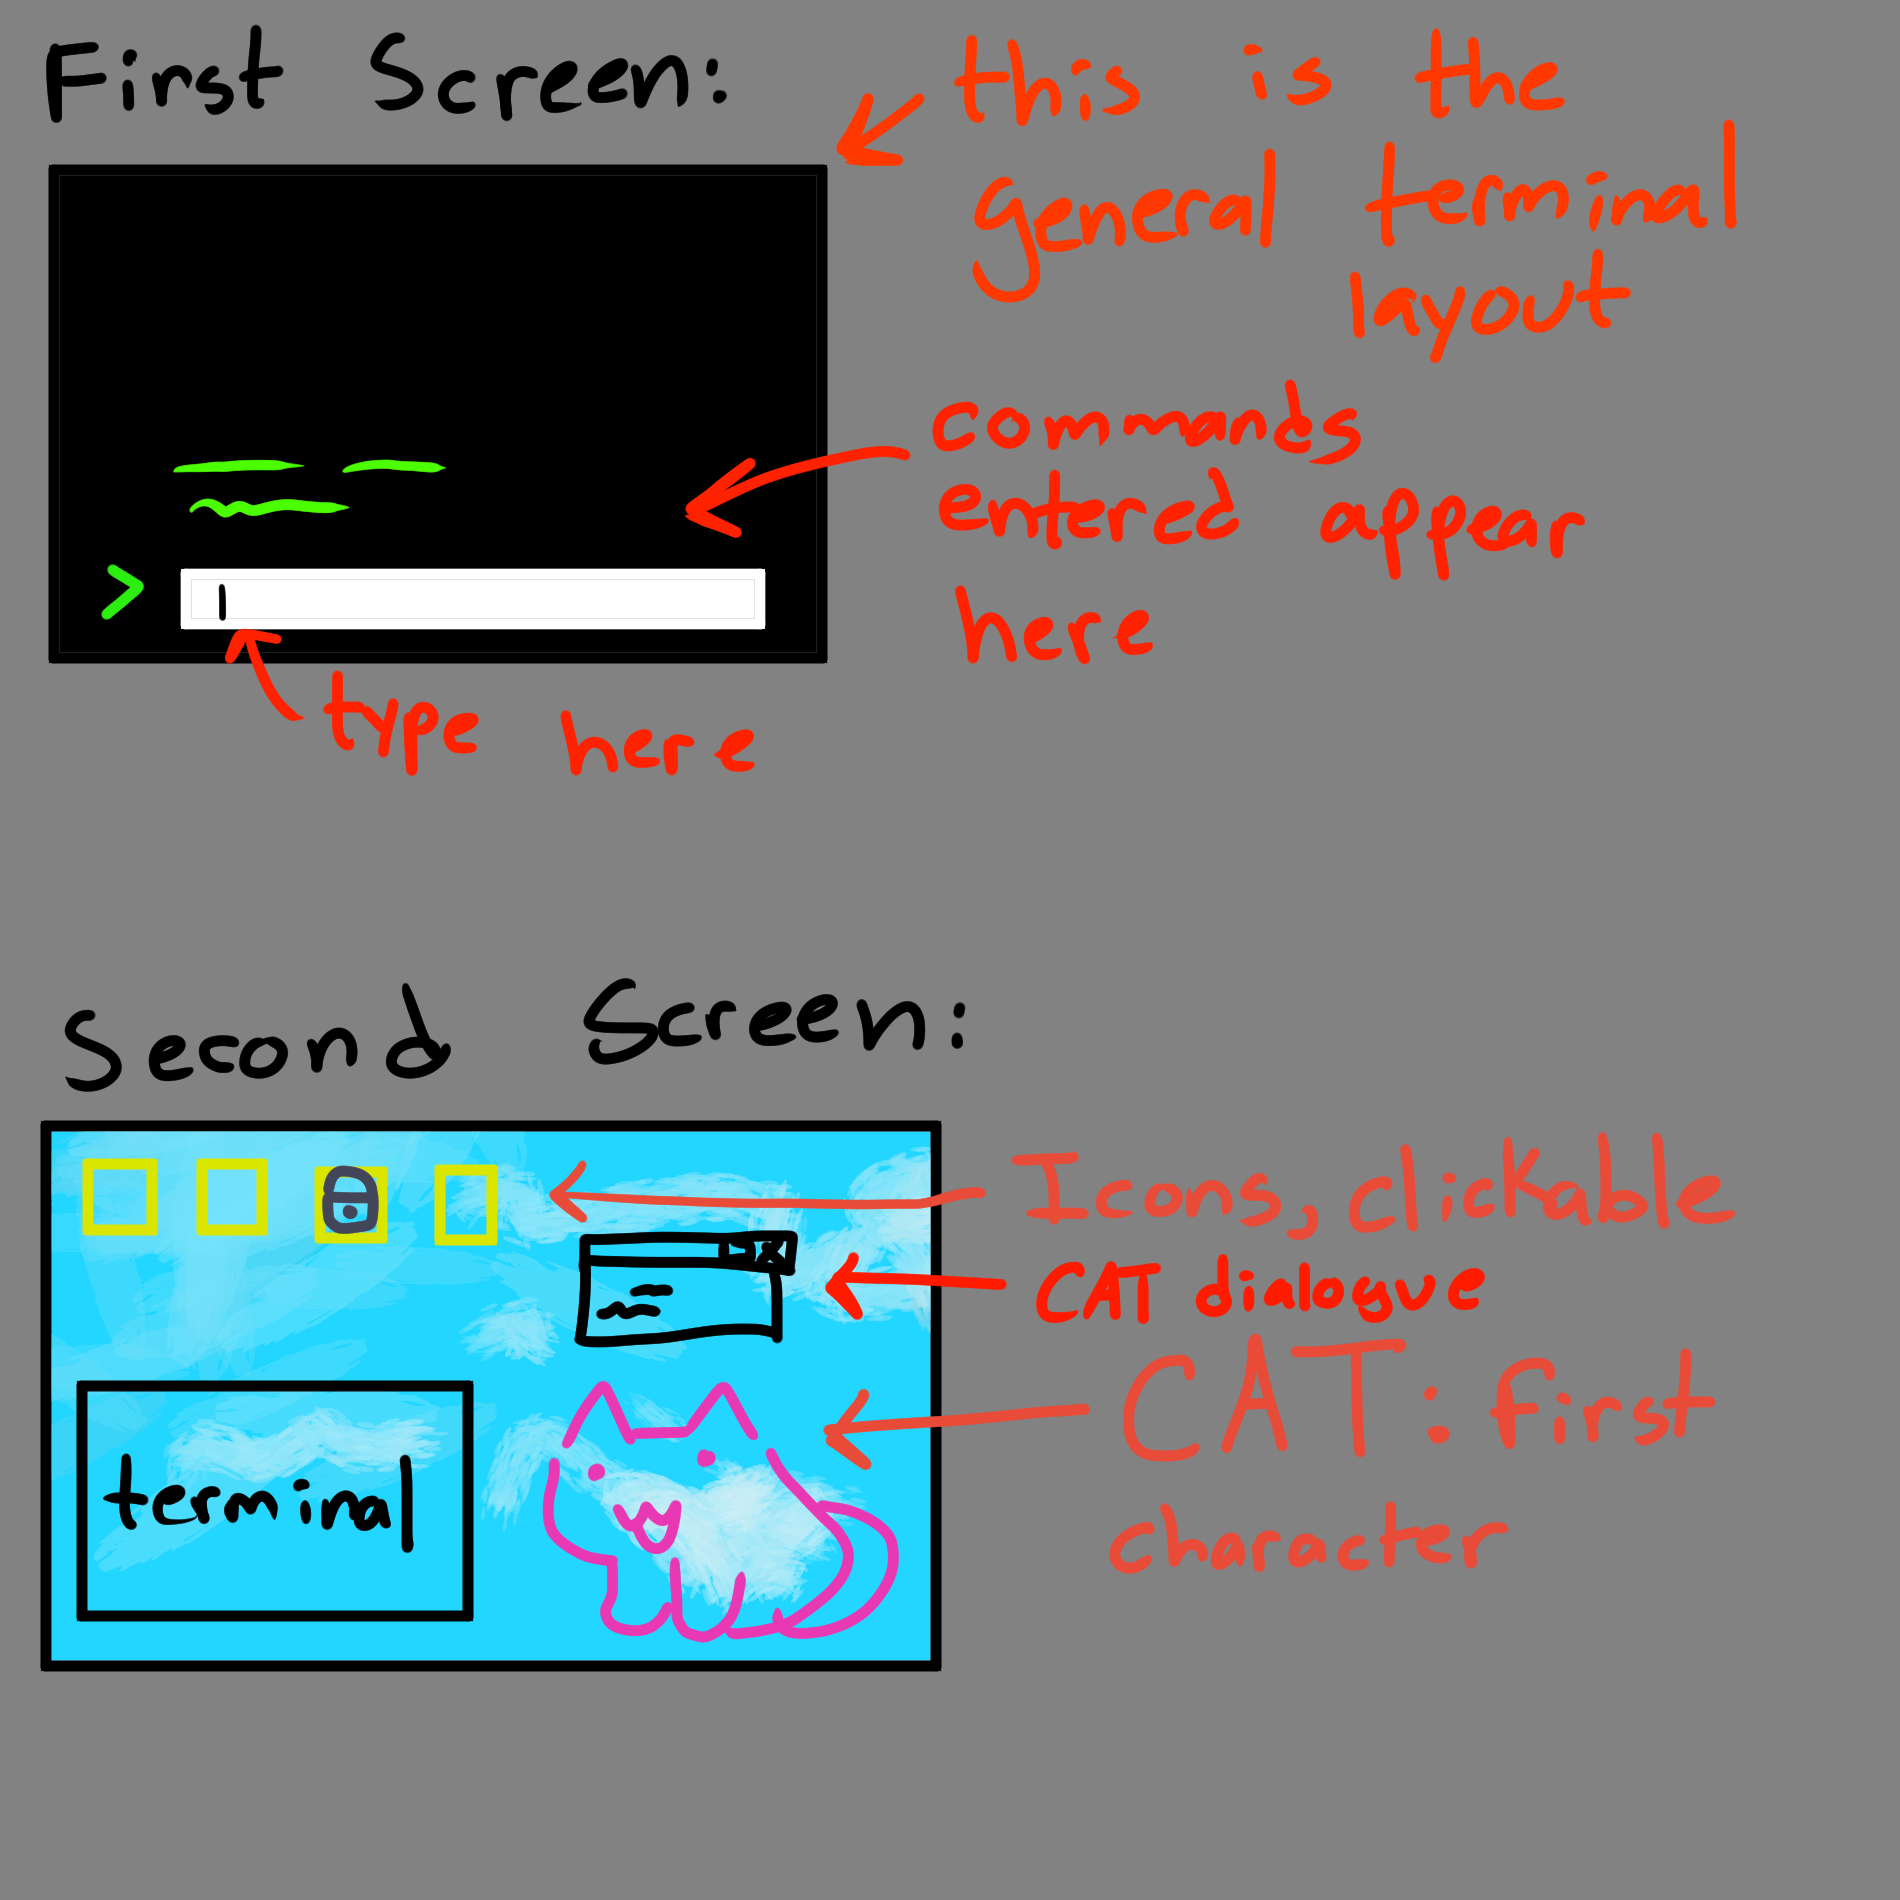 First Screen:
this is the
general terminal
layout
commands
entered appear
here
>
type here
Second Screen:
Icons, clickable
CAT dialogue
CAT: first
character
terminal